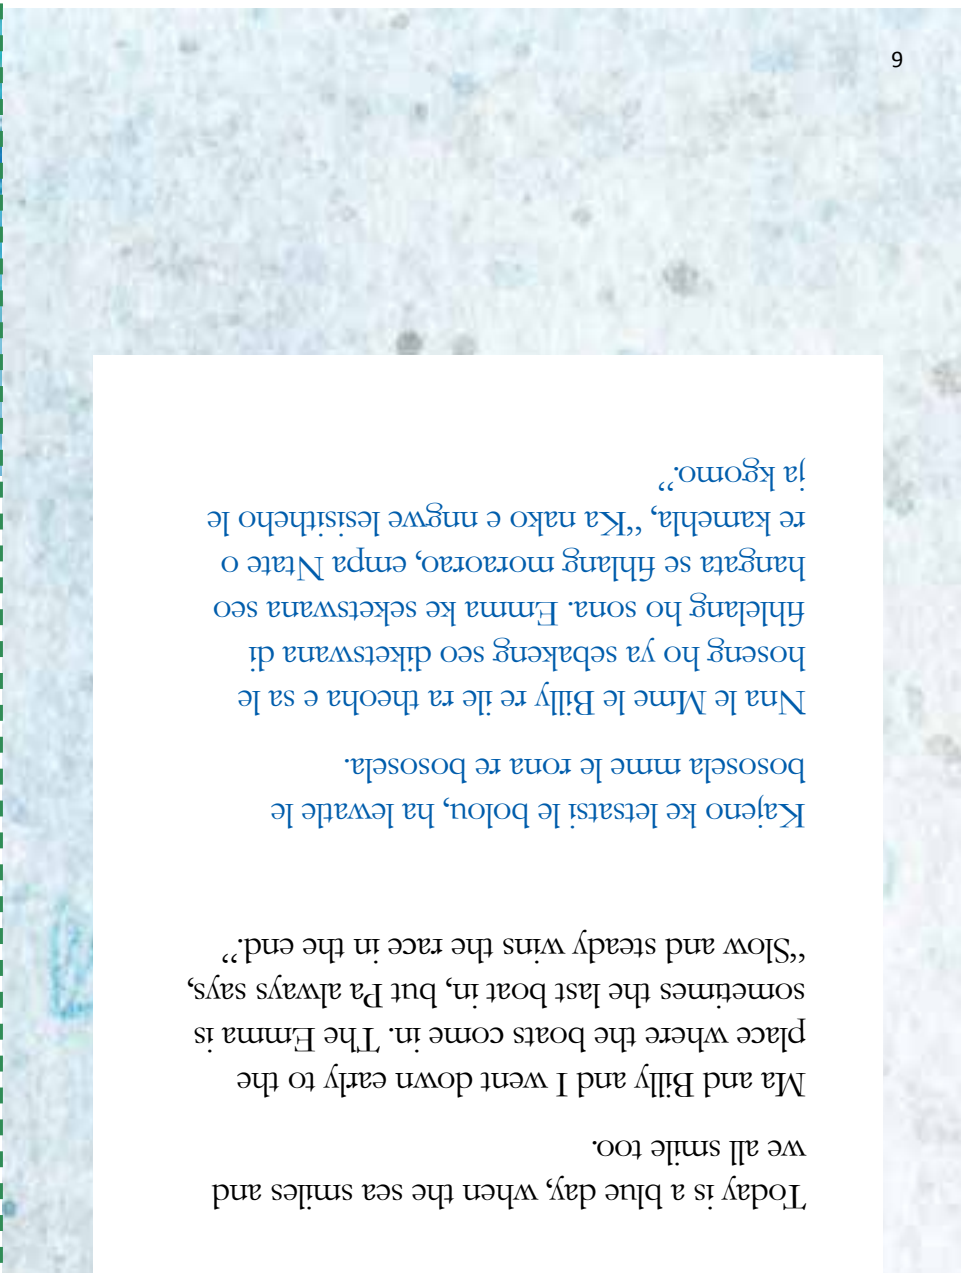 Today is a blue day, when the sea smiles and
we all smile too.
Ma and Billy and I went down early to the
place where the boats come in. The Emma is
sometimes the last boat in, but Pa always says,
“Slow and steady wins the race in the end.”
Kajeno ke letsatsi le bolou, ha lewatle le
bososela mme le rona re bososela.
Nna le Mme le Billy re ile ra theoha e sa le
hoseng ho ya sebakeng seo diketswana di
fihlelang ho sona. Emma ke seketswana seo
hangata se fihlang moraorao, empa Ntate o
re kamehla, “Ka nako e nngwe lesisitheho le
ja kgomo.”
9